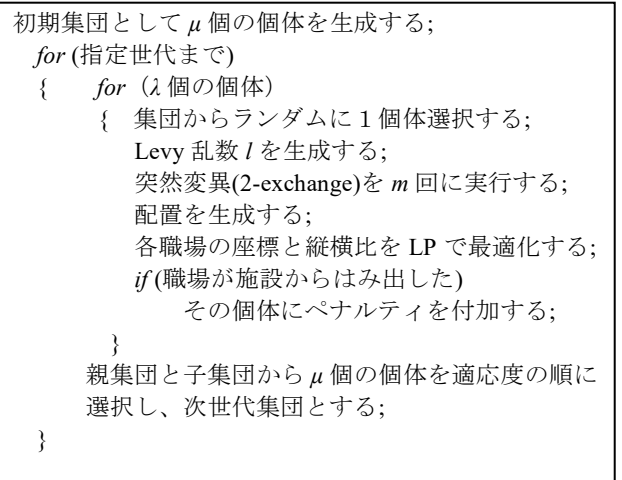 初期集団として μ 個の個体を生成する;
for (指定世代まで)
{ for（λ 個の個体）
{ 集団からランダムに１個体選択する;
Levy 乱数 l を生成する;
突然変異(2-exchange)を m 回に実行する;
配置を生成する;
各職場の座標と縦横比を LP で最適化する;
if (職場が施設からはみ出した)
その個体にペナルティを付加する;
}
親集団と子集団から μ 個の個体を適応度の順に
選択し、次世代集団とする;
}